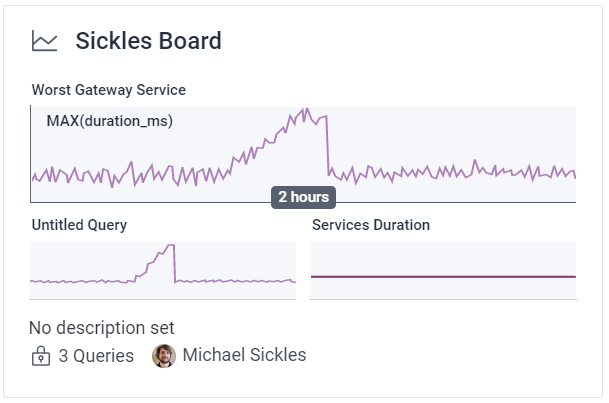 Sickles Board
Worst Gateway Service
MAX(duration_ms)
2 hours
Untitled Query
Services Duration
No description set
3 Queries
Michael Sickles